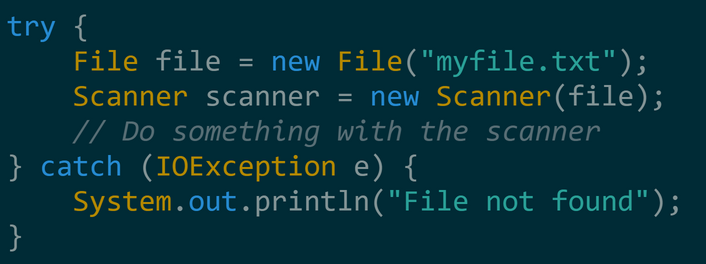 try {
    File file = new File("myfile.txt");
    Scanner scanner = new Scanner(file);
    // Do something with the scanner
} catch (IOException e) {
    System.out.println("File not found");
}